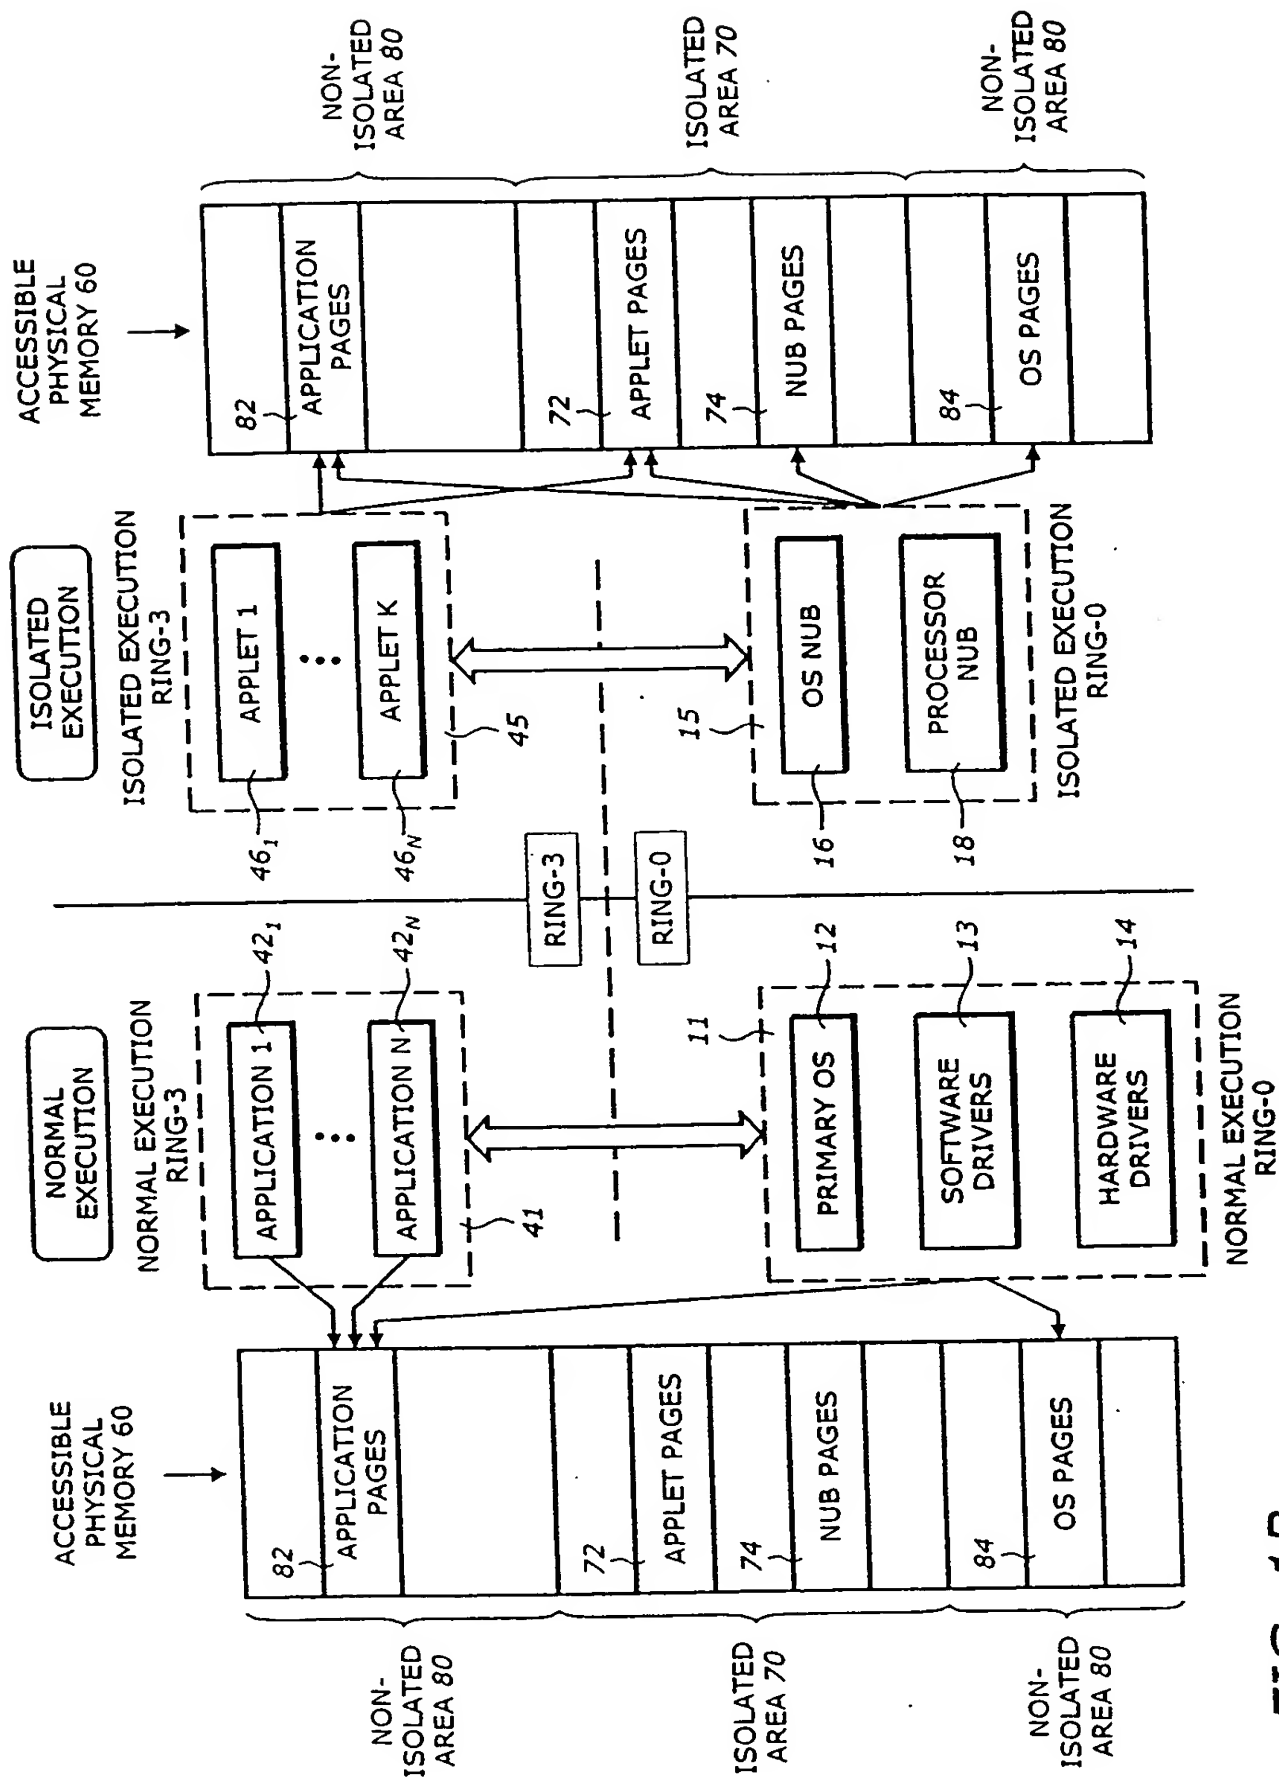 NORMAL
EXECUTION
ISOLATED
EXECUTION
ACCESSIBLE
PHYSICAL
MEMORY 60
NORMAL EXECUTION
RING-3
ISOLATED EXECUTION
RING-3
ACCESSIBLE
PHYSICAL
MEMORY 60
NON-
ISOLATED
AREA 80
82
APPLICATION
PAGES
APPLICATION 1
42₁
APPLICATION N
42N
41
46₁
APPLET 1
46N
APPLET K
45
82
APPLICATION
PAGES
NON-
ISOLATED
AREA 80
RING-3
RING-0
ISOLATED
AREA 70
72
APPLET PAGES
74
NUB PAGES
11
PRIMARY OS
12
SOFTWARE
DRIVERS
13
HARDWARE
DRIVERS
14
15
16
OS NUB
18
PROCESSOR
NUB
72
APPLET PAGES
74
NUB PAGES
ISOLATED
AREA 70
NON-
ISOLATED
AREA 80
84
OS PAGES
NORMAL EXECUTION
RING-0
ISOLATED EXECUTION
RING-0
84
OS PAGES
NON-
ISOLATED
AREA 80